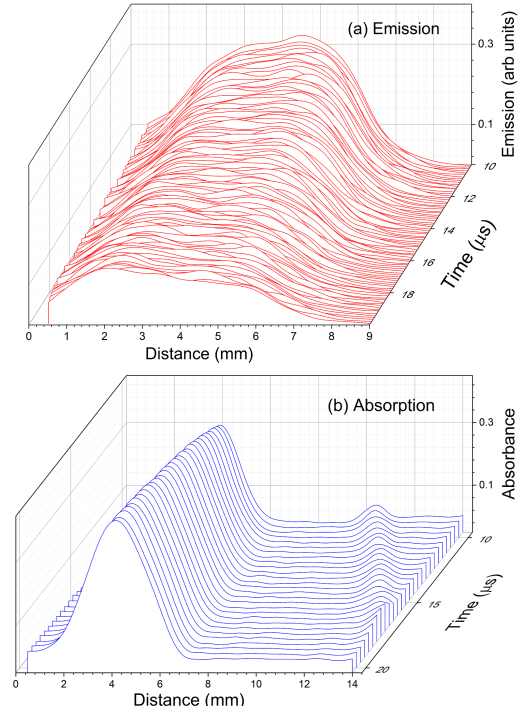 (a) Emission
0.3
0.1
Emission (arb units)
10
12
14
16
18
Time (μs)
0 1 2 3 4 5 6 7 8 9
Distance (mm)
(b) Absorption
0.3
0.1
Absorbance
10
15
20
Time (μs)
0 2 4 6 8 10 12 14
Distance (mm)